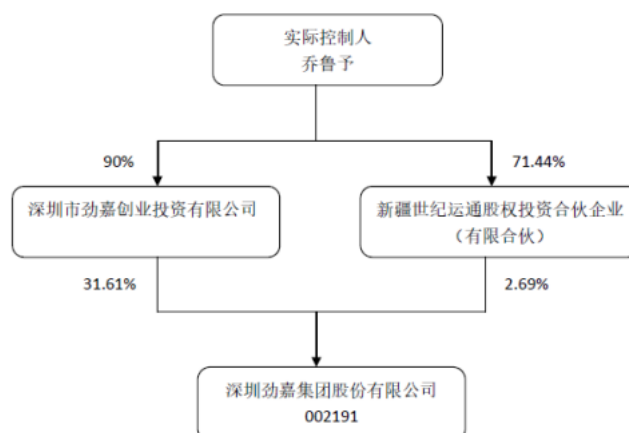 实际控制人
乔鲁予
90%
71.44%
深圳市劲嘉创业投资有限公司
新疆世纪运通股权投资合伙企业
（有限合伙）
31.61%
2.69%
深圳劲嘉集团股份有限公司
002191